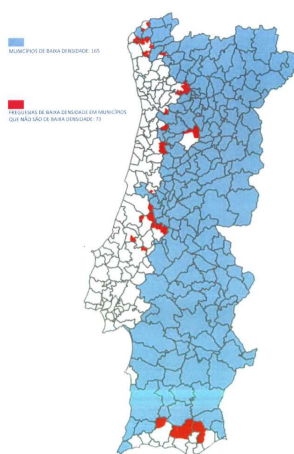 MUNICÍPIOS DE BAIXA DENSIDADE: 165
FREGUESIAS DE BAIXA DENSIDADE EM MUNICÍPIOS
QUE NÃO SÃO DE BAIXA DENSIDADE: 73